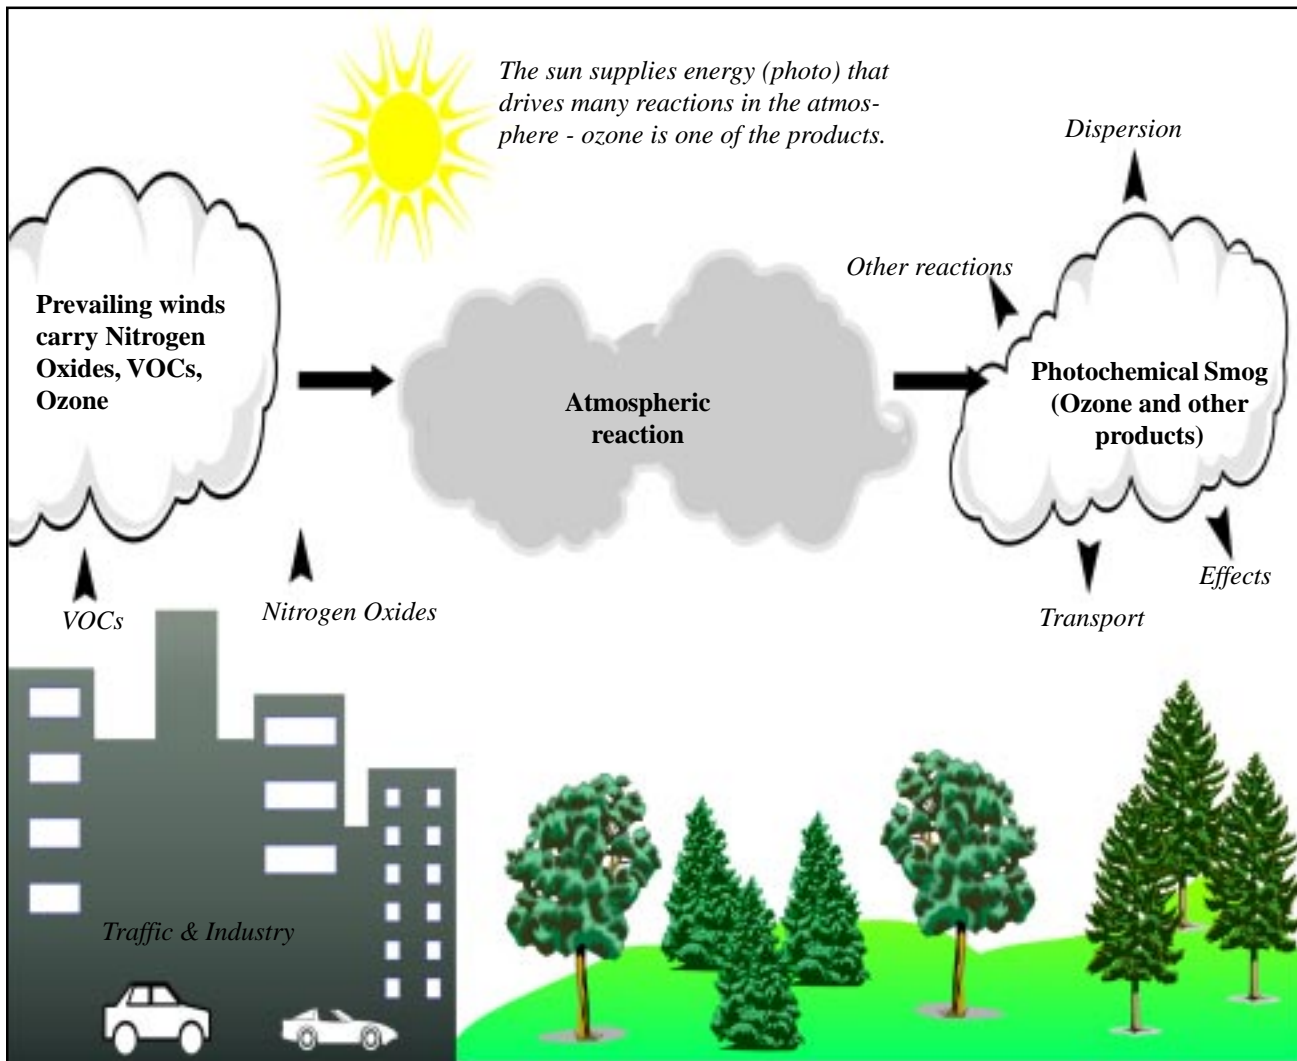 The sun supplies energy (photo) that
drives many reactions in the atmos-
phere - ozone is one of the products.
Dispersion
Other reactions
Prevailing winds
carry Nitrogen
Oxides, VOCs,
Ozone
Atmospheric
reaction
Photochemical Smog
(Ozone and other
products)
VOCs
Nitrogen Oxides
Transport
Effects
Traffic & Industry